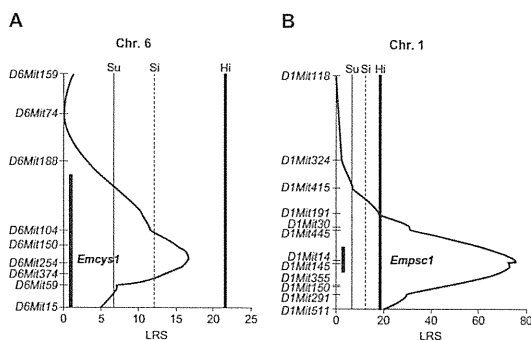 A
Chr. 6
Su
Si
Hi
D6Mit159
D6Mit74
D6Mit188
D6Mit104
D6Mit150
D6Mit254
D6Mit374
D6Mit59
D6Mit15
Emcys1
0 5 10 15 20 25
LRS
B
Chr. 1
Su Si Hi
D1Mit118
D1Mit324
D1Mit415
D1Mit191
D1Mit30
D1Mit445
D1Mit14
D1Mit145
D1Mit355
D1Mit150
D1Mit291
D1Mit511
Empsc1
0 20 40 60 80
LRS